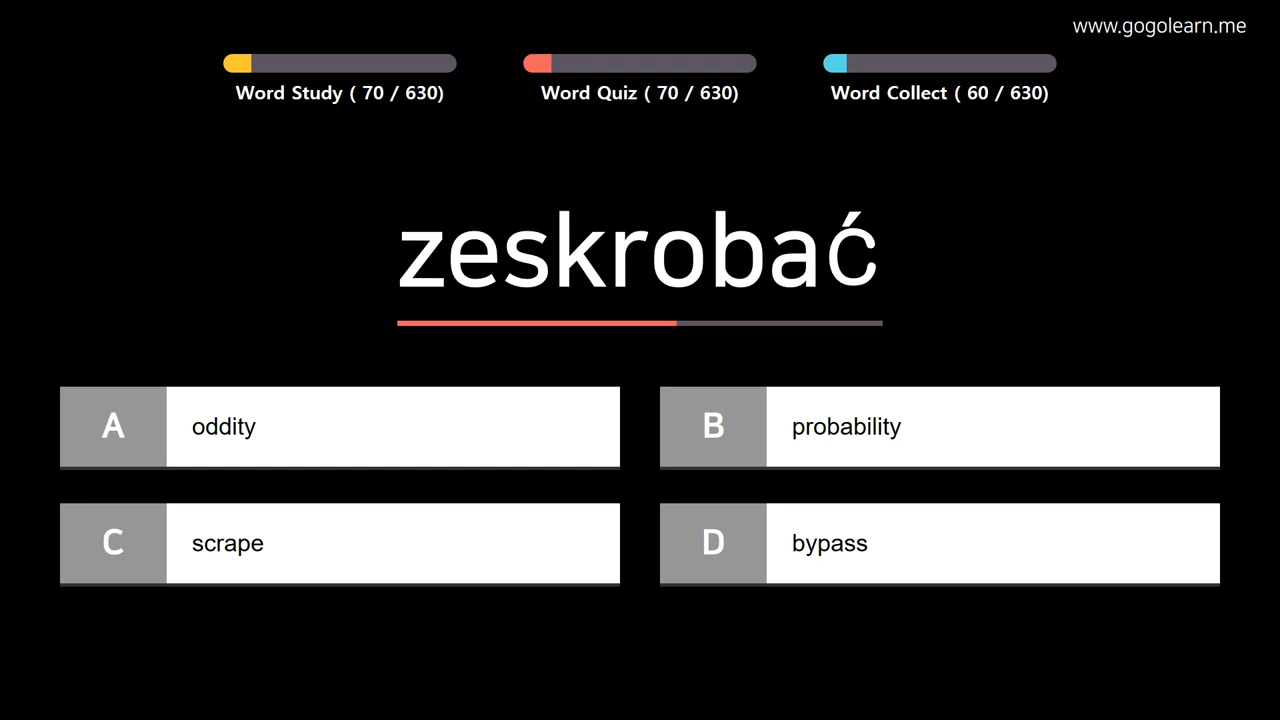 www.gogolearn.me
Word Study ( 70 / 630)
Word Quiz ( 70 / 630)
Word Collect ( 60 / 630)
zeskrobać
A oddity
B probability
C scrape
D bypass